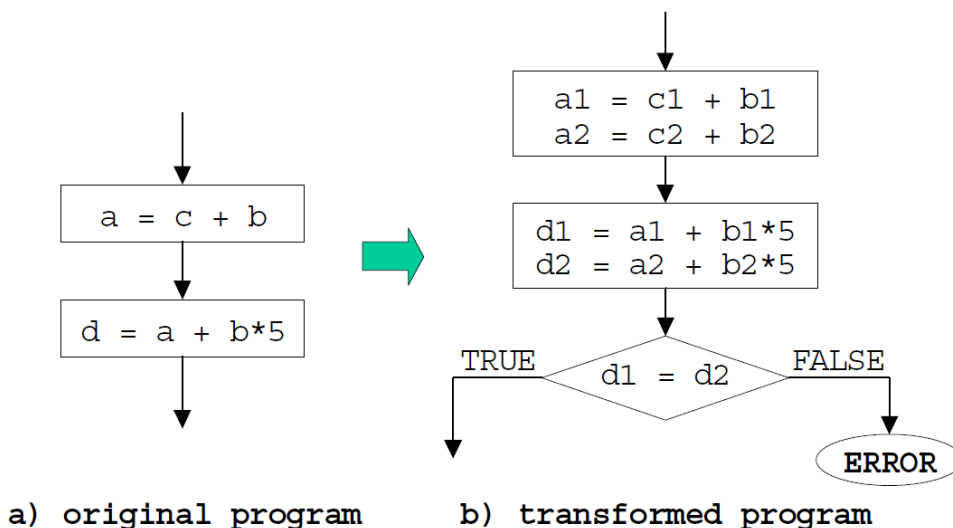 a = c + b
d = a + b*5
a1 = c1 + b1
a2 = c2 + b2
d1 = a1 + b1*5
d2 = a2 + b2*5
TRUE
d1 = d2
FALSE
ERROR
a) original program
b) transformed program